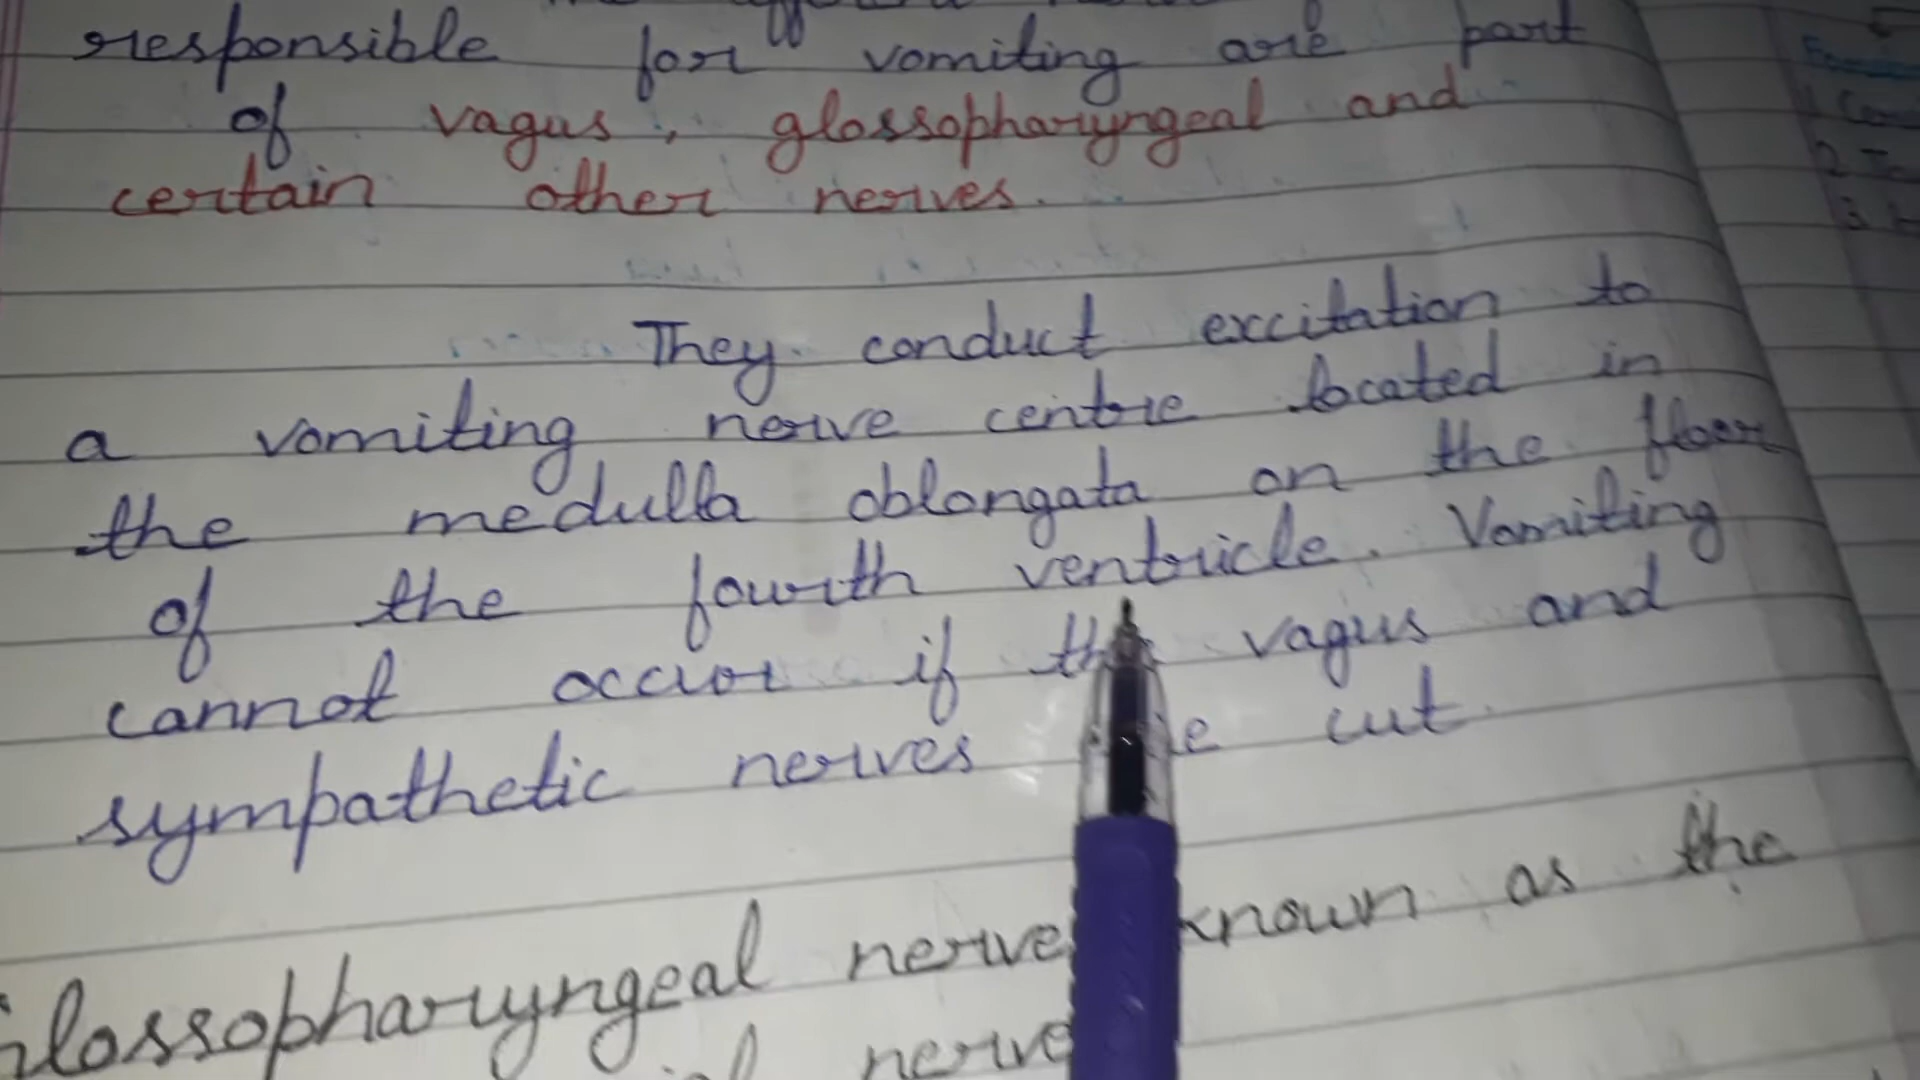 responsible for vomiting are part
of vagus, glossopharyngeal and
certain other nerves.
They conduct excitation to
a vomiting nerve centre located in
the medulla oblongata on the floor
of the fourth ventricle. Vomiting
cannot occur if the vagus and
sympathetic nerves cut.
Glossopharyngeal nerve known as the
nerve